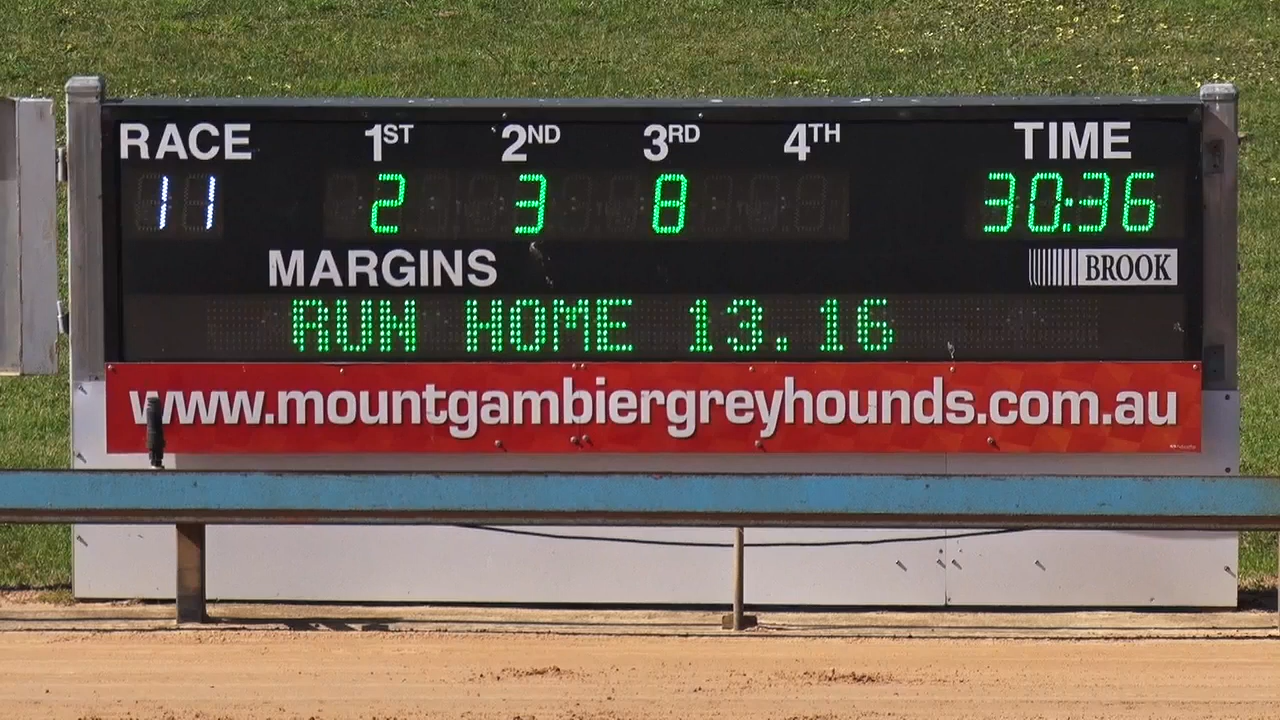 RACE 1ST 2ND 3RD 4TH TIME
11 2 3 8 30:36
MARGINS BROOK
RUN HOME 13.16
www.mountgambiergreyhounds.com.au